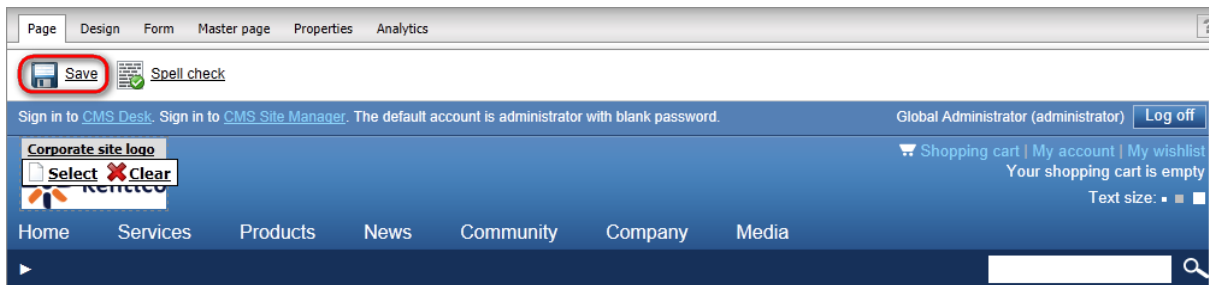 Page Design Form Master page Properties Analytics ?
Save Spell check
Sign in to CMS Desk. Sign in to CMS Site Manager. The default account is administrator with blank password. Global Administrator (administrator) Log off
Corporate site logo Shopping cart | My account | My wishlist
Select Clear Your shopping cart is empty
Text size:
Home Services Products News Community Company Media